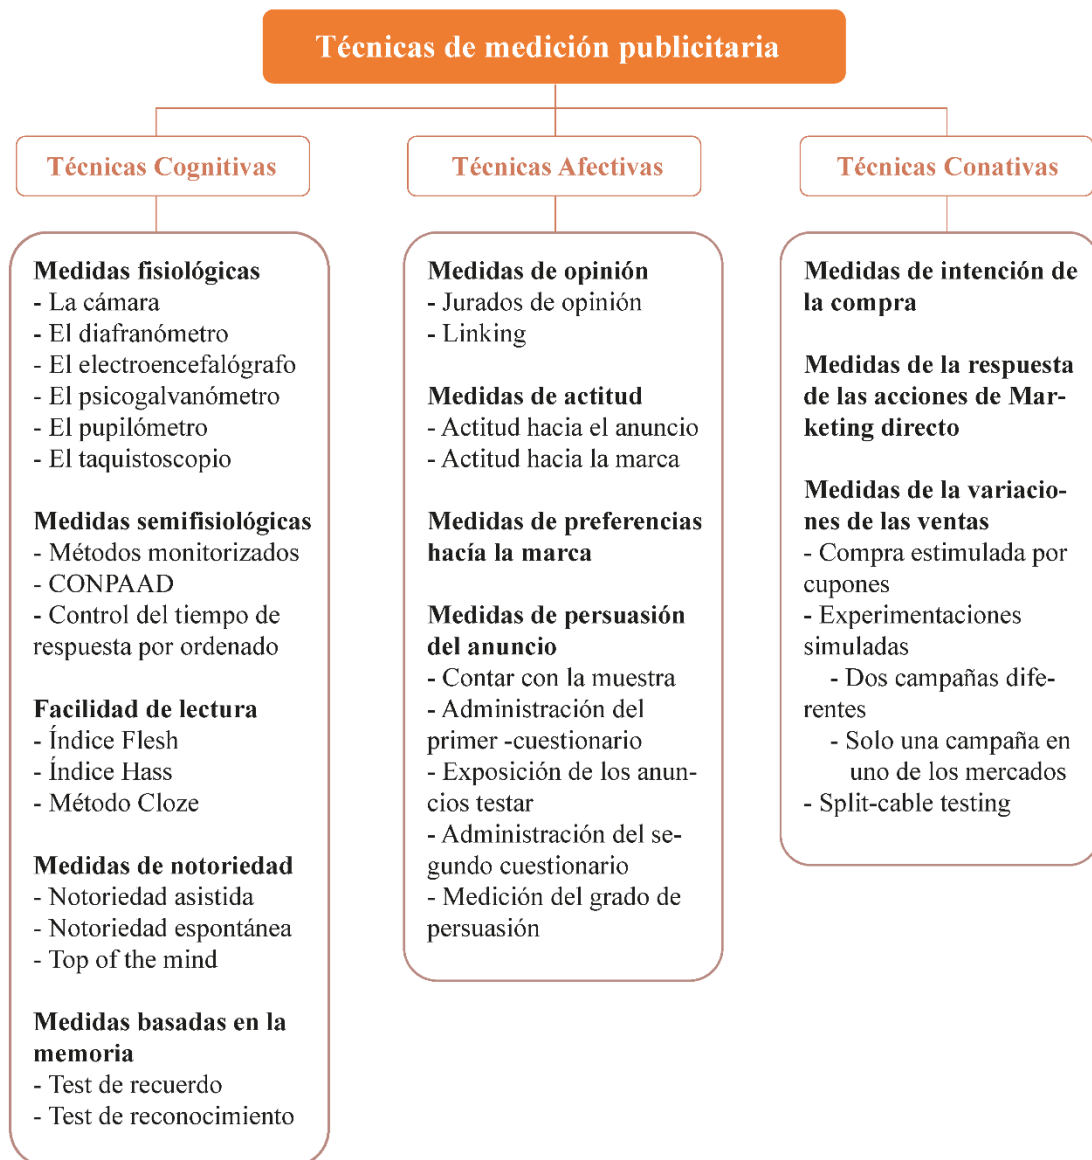 Técnicas de medición publicitaria
Técnicas Cognitivas
Medidas fisiológicas
- La cámara
- El diafranómetro
- El electroencefalógrafo
- El psicogalvanómetro
- El pupilómetro
- El taquistoscopio
Medidas semifisiológicas
- Métodos monitorizados
- CONPAAD
- Control del tiempo de
respuesta por ordenado
Facilidad de lectura
- Índice Flesh
- Índice Hass
- Método Cloze
Medidas de notoriedad
- Notoriedad asistida
- Notoriedad espontánea
- Top of the mind
Medidas basadas en la
memoria
- Test de recuerdo
- Test de reconocimiento
Técnicas Afectivas
Medidas de opinión
- Jurados de opinión
- Linking
Medidas de actitud
- Actitud hacia el anuncio
- Actitud hacia la marca
Medidas de preferencias
hacía la marca
Medidas de persuasión
del anuncio
- Contar con la muestra
- Administración del
primer -cuestionario
- Exposición de los anun-
cios testar
- Administración del se-
gundo cuestionario
- Medición del grado de
persuasión
Técnicas Conativas
Medidas de intención de
la compra
Medidas de la respuesta
de las acciones de Mar-
keting directo
Medidas de la variacio-
nes de las ventas
- Compra estimulada por
cupones
- Experimentaciones
simuladas
- Dos campañas dife-
rentes
- Solo una campaña en
uno de los mercados
- Split-cable testing